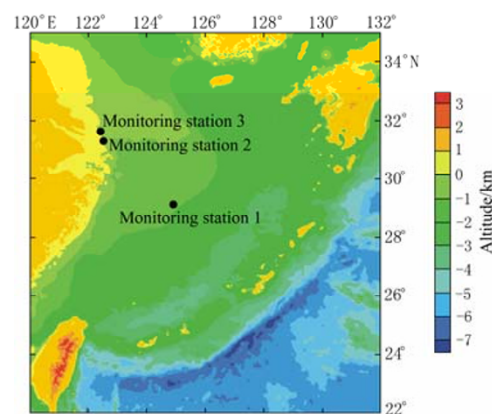 120°E 122° 124° 126° 128° 130° 132°
34°N
32°
30°
28°
26°
24°
22°
Monitoring station 3
Monitoring station 2
Monitoring station 1
3
2
1
0
-1
-2
-3
-4
-5
-6
-7
Altitude/km